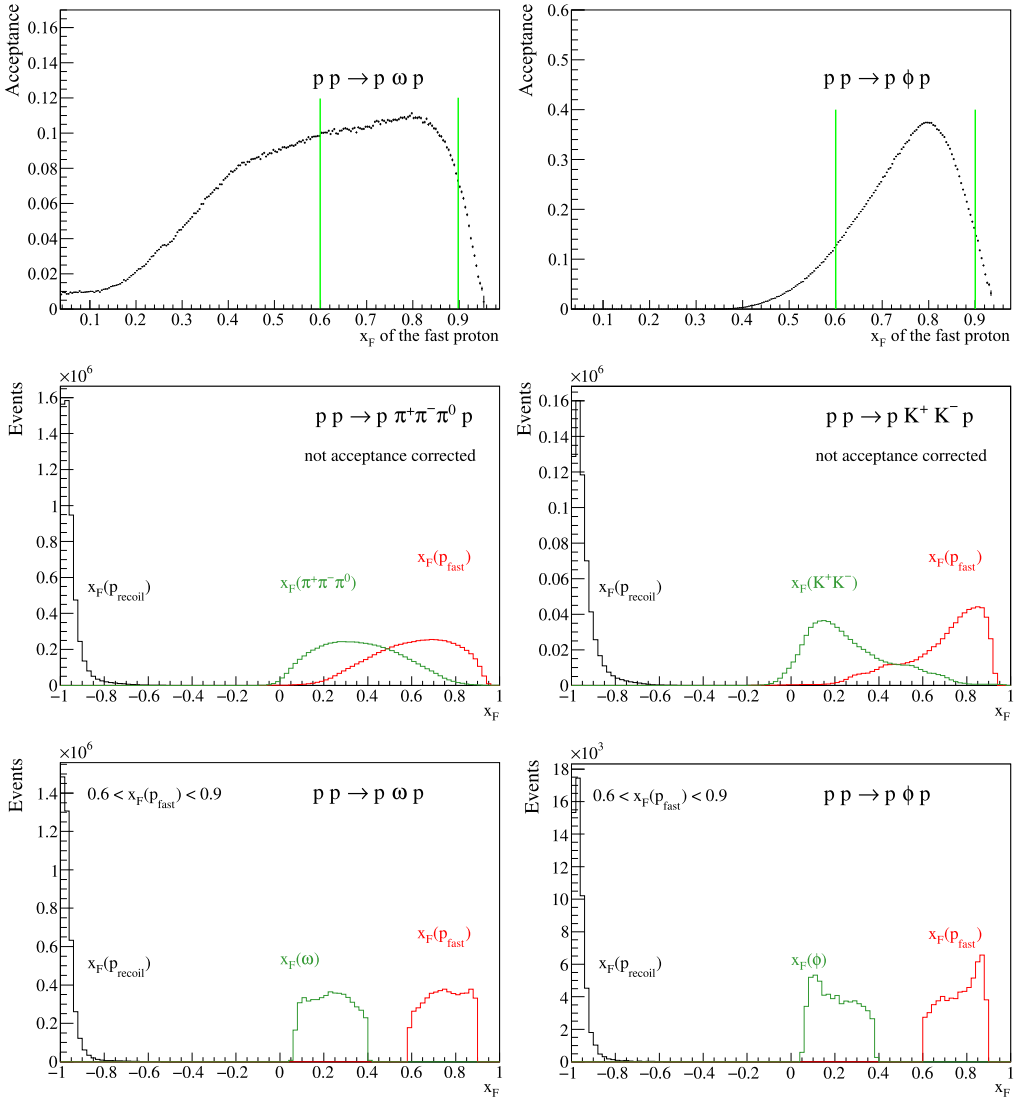 Acceptance
0.16
0.14
0.12
0.1
0.08
0.06
0.04
0.02
0
p p → p ω p
0.1 0.2 0.3 0.4 0.5 0.6 0.7 0.8 0.9
x_F of the fast proton
Acceptance
0.6
0.5
0.4
0.3
0.2
0.1
0
p p → p ϕ p
0.1 0.2 0.3 0.4 0.5 0.6 0.7 0.8 0.9
x_F of the fast proton
Events
×10⁶
1.6
1.4
1.2
1
0.8
0.6
0.4
0.2
0
p p → p π⁺π⁻π⁰ p
not acceptance corrected
x_F(p_fast)
x_F(π⁺π⁻π⁰)
x_F(p_recoil)
−1 −0.8 −0.6 −0.4 −0.2 0 0.2 0.4 0.6 0.8 1
x_F
Events
×10⁶
0.16
0.14
0.12
0.1
0.08
0.06
0.04
0.02
0
p p → p K⁺ K⁻ p
not acceptance corrected
x_F(p_fast)
x_F(K⁺K⁻)
x_F(p_recoil)
−1 −0.8 −0.6 −0.4 −0.2 0 0.2 0.4 0.6 0.8 1
x_F
Events
×10⁶
1.4
1.2
1
0.8
0.6
0.4
0.2
0
0.6 < x_F(p_fast) < 0.9
p p → p ω p
x_F(p_fast)
x_F(ω)
x_F(p_recoil)
−1 −0.8 −0.6 −0.4 −0.2 0 0.2 0.4 0.6 0.8 1
x_F
Events
×10³
18
16
14
12
10
8
6
4
2
0
0.6 < x_F(p_fast) < 0.9
p p → p ϕ p
x_F(p_fast)
x_F(ϕ)
x_F(p_recoil)
−1 −0.8 −0.6 −0.4 −0.2 0 0.2 0.4 0.6 0.8 1
x_F